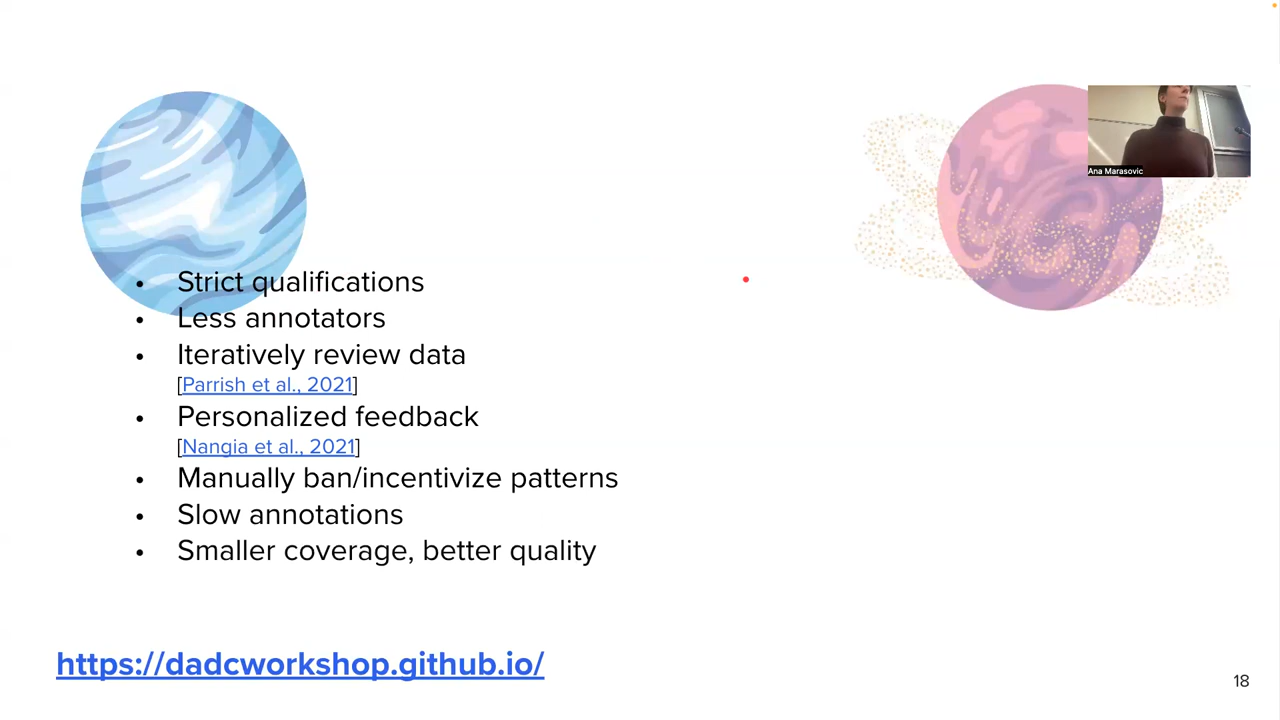 Ana Marasovic
• Strict qualifications
• Less annotators
• Iteratively review data
[Parrish et al., 2021]
• Personalized feedback
[Nangia et al., 2021]
• Manually ban/incentivize patterns
• Slow annotations
• Smaller coverage, better quality
https://dadcworkshop.github.io/
18